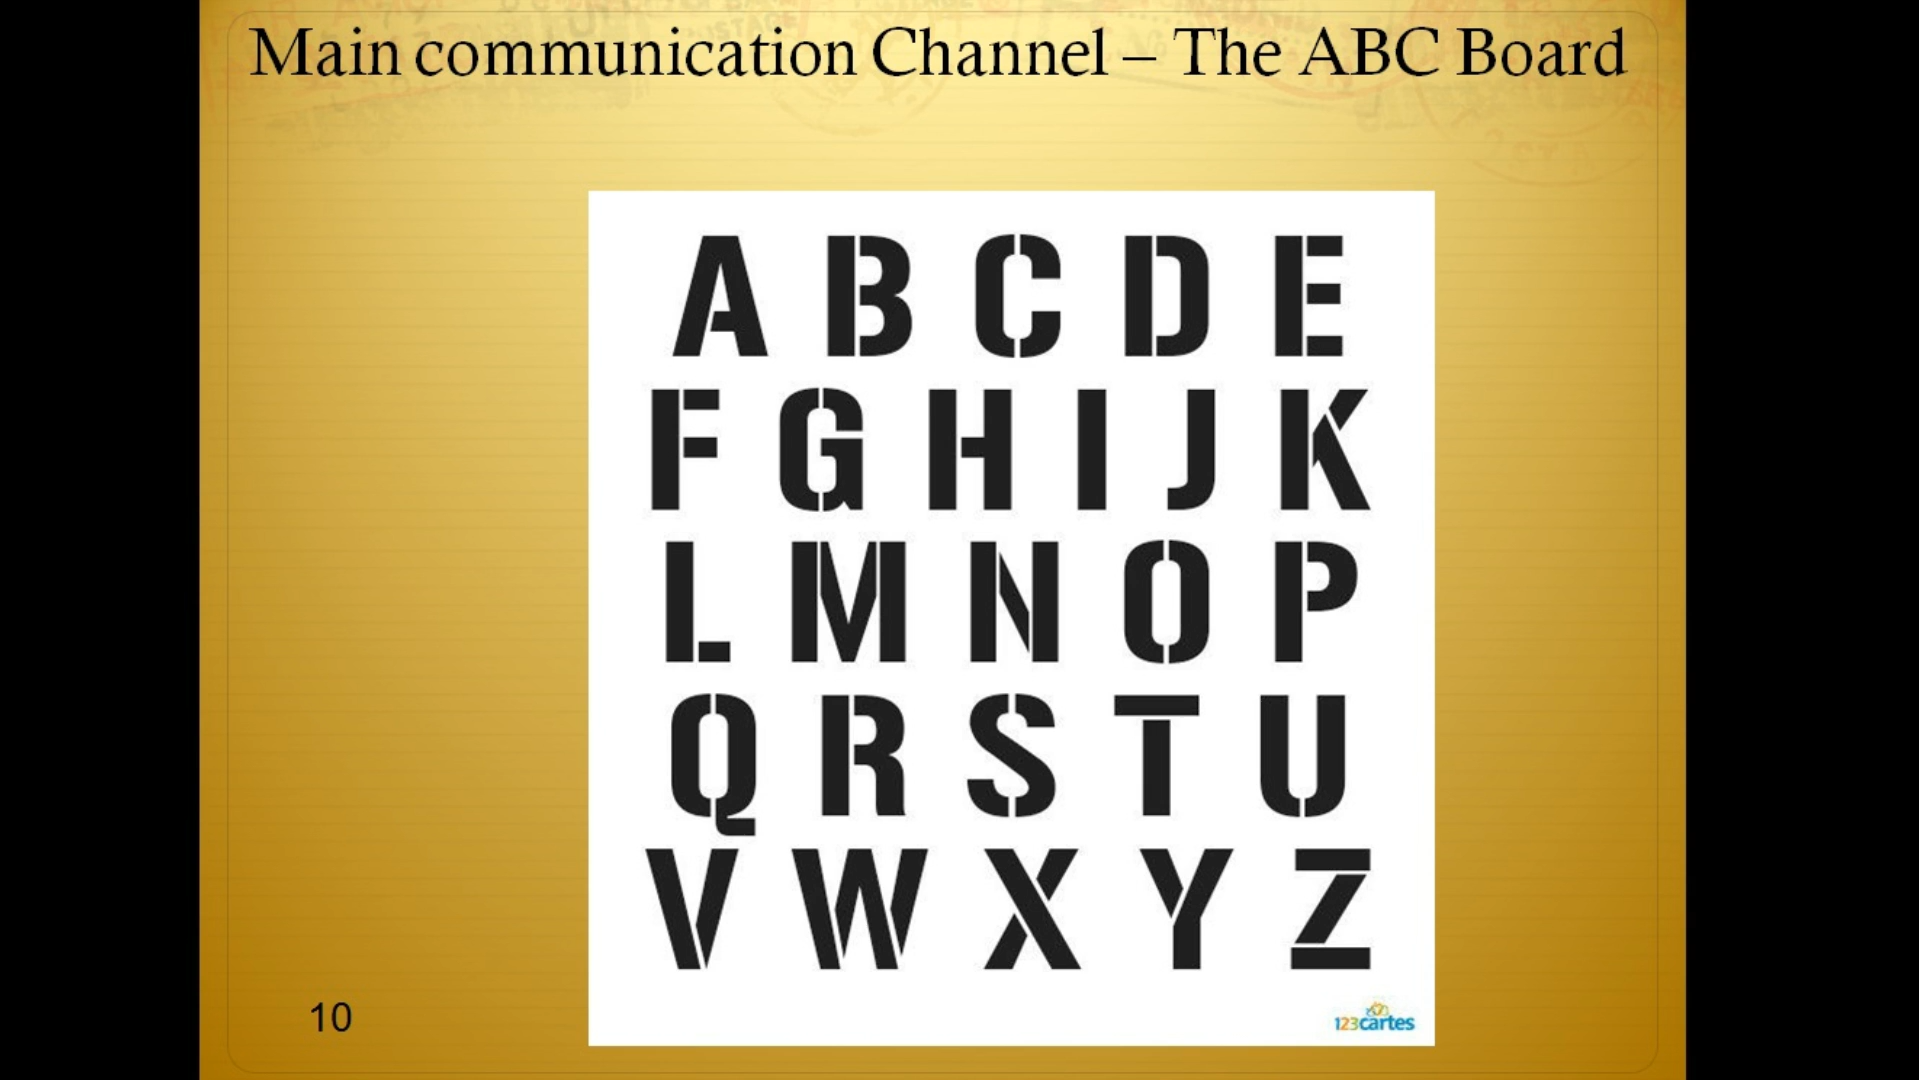 Main communication Channel – The ABC Board
A B C D E
F G H I J K
L M N O P
Q R S T U
V W X Y Z
123cartes
10